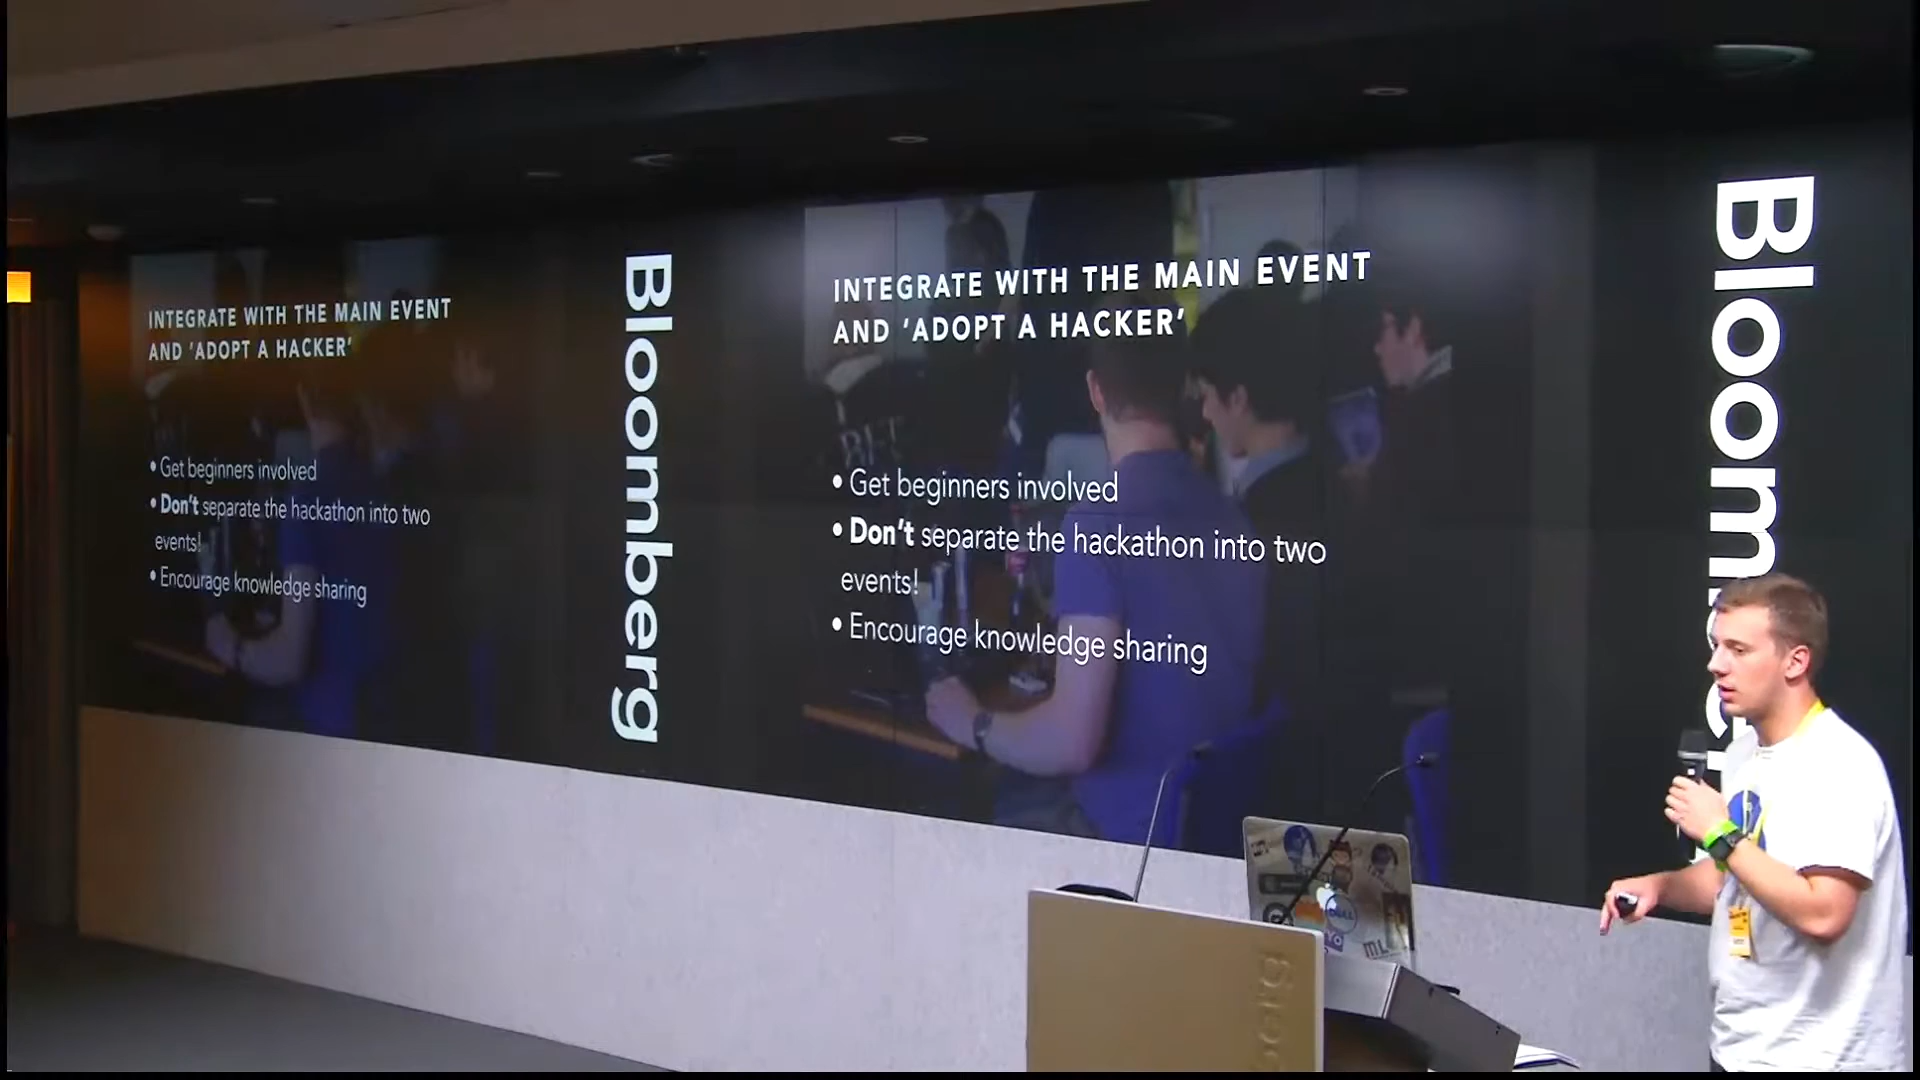 INTEGRATE WITH THE MAIN EVENT
AND ‘ADOPT A HACKER’
• Get beginners involved
• Don’t separate the hackathon into two
events!
• Encourage knowledge sharing
Bloomberg
INTEGRATE WITH THE MAIN EVENT
AND ‘ADOPT A HACKER’
• Get beginners involved
• Don’t separate the hackathon into two
events!
• Encourage knowledge sharing
Bloom
DELL